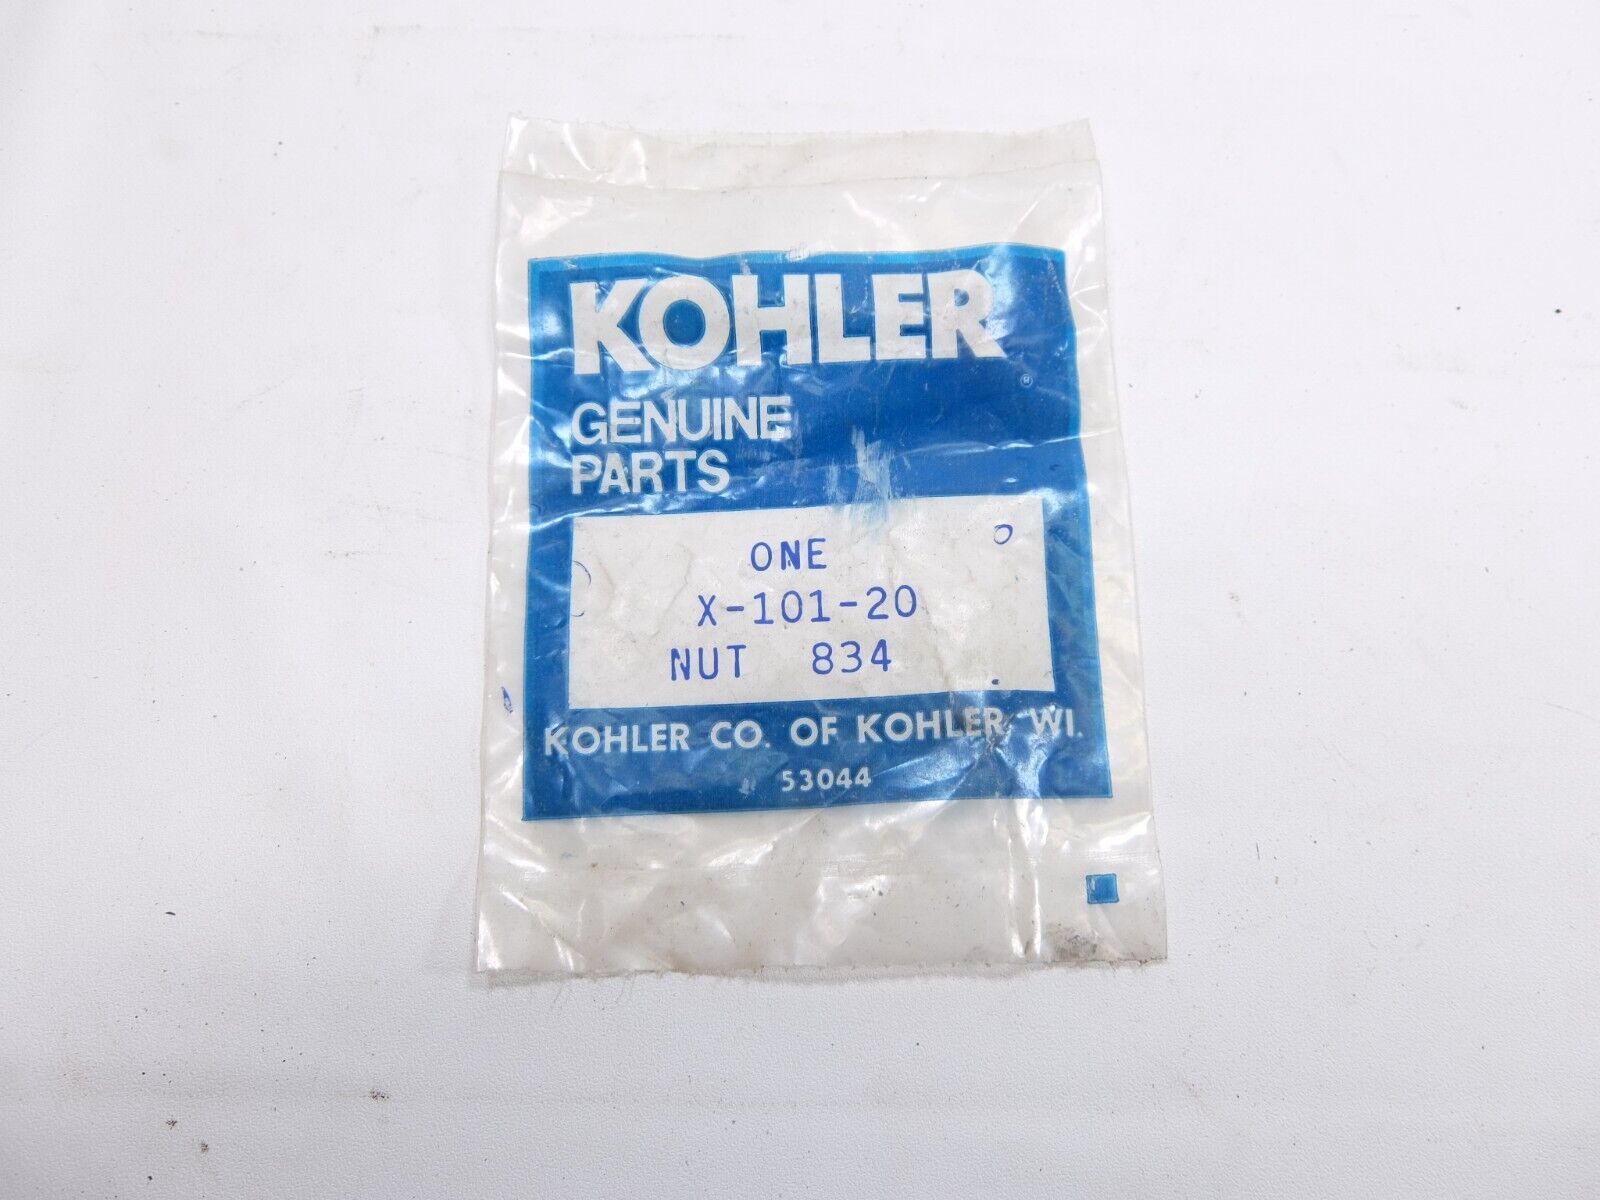 KOHLER
®
GENUINE
PARTS
ONE
X-101-20
NUT 834
KOHLER CO. OF KOHLER, WI.
53044